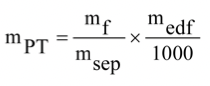 m_PT = m_f / m_sep × m_edf / 1000